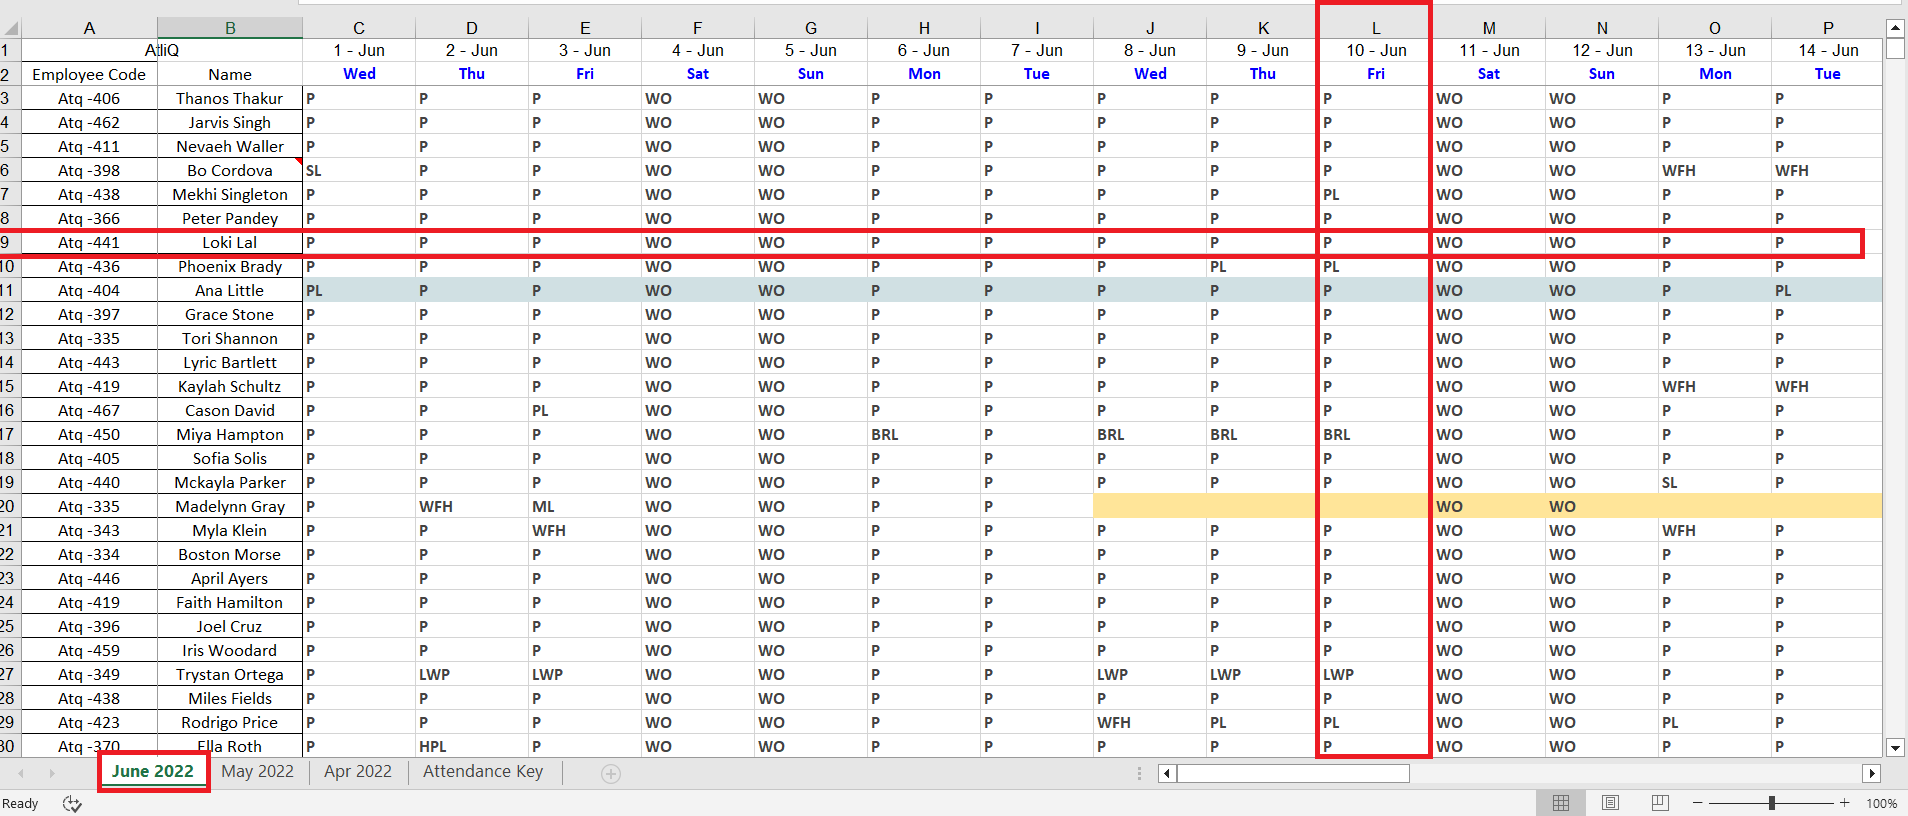 A B C D E F G H I J K L M N O P
1 AtliQ 1 - Jun 2 - Jun 3 - Jun 4 - Jun 5 - Jun 6 - Jun 7 - Jun 8 - Jun 9 - Jun 10 - Jun 11 - Jun 12 - Jun 13 - Jun 14 - Jun
2 Employee Code Name Wed Thu Fri Sat Sun Mon Tue Wed Thu Fri Sat Sun Mon Tue
3 Atq -406 Thanos Thakur P P P WO WO P P P P P WO WO P P
4 Atq -462 Jarvis Singh P P P WO WO P P P P P WO WO P P
5 Atq -411 Nevaeh Waller P P P WO WO P P P P P WO WO P P
6 Atq -398 Bo Cordova SL P P WO WO P P P P P WO WO WFH WFH
7 Atq -438 Mekhi Singleton P P P WO WO P P P P PL WO WO P P
8 Atq -366 Peter Pandey P P P WO WO P P P P P WO WO P P
9 Atq -441 Loki Lal P P P WO WO P P P P P WO WO P P
10 Atq -436 Phoenix Brady P P P WO WO P P P PL PL WO WO P P
11 Atq -404 Ana Little PL P P WO WO P P P P P WO WO P PL
12 Atq -397 Grace Stone P P P WO WO P P P P P WO WO P P
13 Atq -335 Tori Shannon P P P WO WO P P P P P WO WO P P
14 Atq -443 Lyric Bartlett P P P WO WO P P P P P WO WO P P
15 Atq -419 Kaylah Schultz P P P WO WO P P P P P WO WO WFH WFH
16 Atq -467 Cason David P P PL WO WO P P P P P WO WO P P
17 Atq -450 Miya Hampton P P P WO WO BRL P BRL BRL BRL WO WO P P
18 Atq -405 Sofia Solis P P P WO WO P P P P P WO WO P P
19 Atq -440 Mckayla Parker P P P WO WO P P P P P WO WO SL P
20 Atq -335 Madelynn Gray P WFH ML WO WO P P WO WO
21 Atq -343 Myla Klein P P WFH WO WO P P P P P WO WO WFH P
22 Atq -334 Boston Morse P P P WO WO P P P P P WO WO P P
23 Atq -446 April Ayers P P P WO WO P P P P P WO WO P P
24 Atq -419 Faith Hamilton P P P WO WO P P P P P WO WO P P
25 Atq -396 Joel Cruz P P P WO WO P P P P P WO WO P P
26 Atq -459 Iris Woodard P P P WO WO P P P P P WO WO P P
27 Atq -349 Trystan Ortega P LWP LWP WO WO P P LWP LWP LWP WO WO P P
28 Atq -438 Miles Fields P P P WO WO P P P P P WO WO P P
29 Atq -423 Rodrigo Price P P P WO WO P P WFH PL PL WO WO PL P
30 Atq -370 Ella Roth P HPL P WO WO P P P P P WO WO P P
June 2022 May 2022 Apr 2022 Attendance Key
Ready 100%